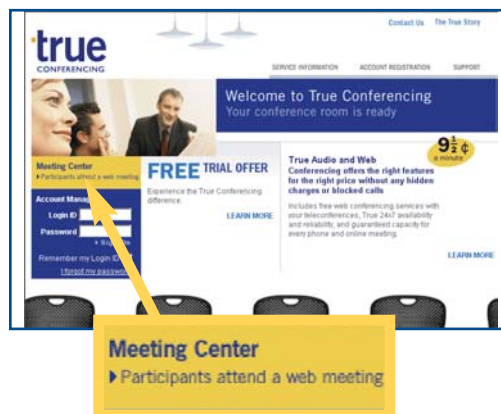 Contact Us The True Story
true
CONFERENCING
SERVICE INFORMATION ACCOUNT REGISTRATION SUPPORT
Welcome to True Conferencing
Your conference room is ready
9½¢
a minute
Meeting Center
Participants attend a web meeting
Account
Login ID
Password
Remember my Login
I forgot my password
FREE TRIAL OFFER
Experience the True Conferencing
difference.
LEARN MORE
True Audio and Web
Conferencing offers the right features
for the right price without any hidden
charges or blocked calls
Includes free web conferencing services with
your teleconferences, True 24x7 availability
and reliability, and guaranteed capacity for
every phone and online meeting.
LEARN MORE
Meeting Center
Participants attend a web meeting